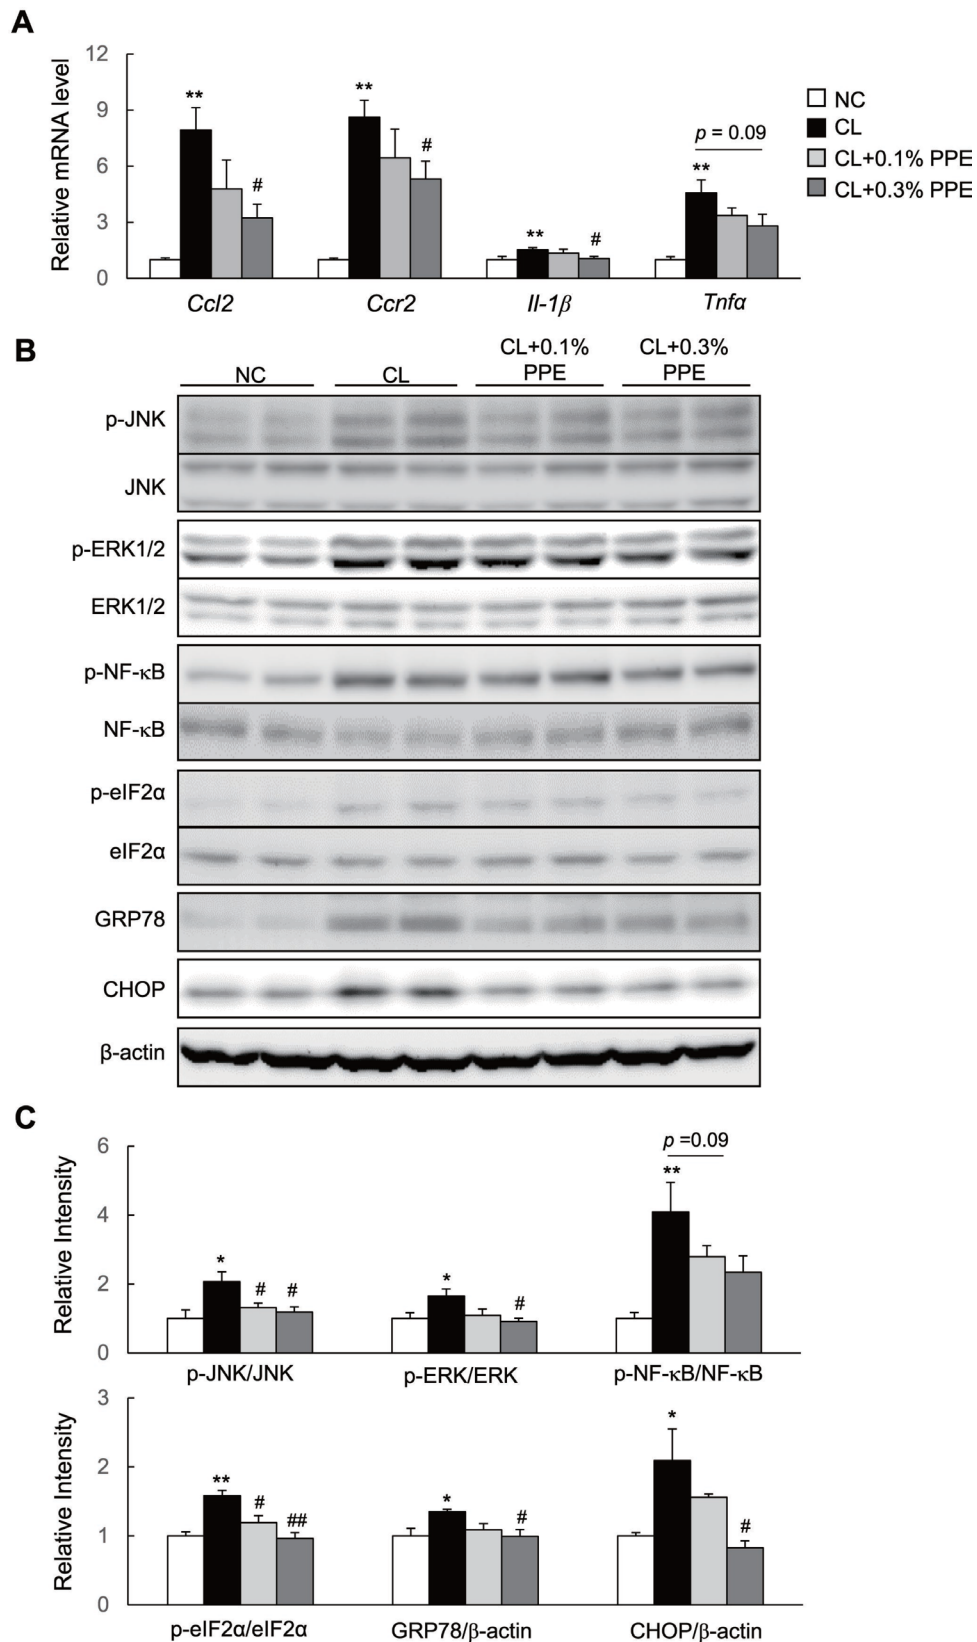 A
Relative mRNA level
12
9
6
3
0
** ** ** **
# # #
p = 0.09
NC
CL
CL+0.1% PPE
CL+0.3% PPE
Ccl2 Ccr2 Il-1β Tnfα
B
NC CL CL+0.1% PPE CL+0.3% PPE
p-JNK
JNK
p-ERK1/2
ERK1/2
p-NF-κB
NF-κB
p-eIF2α
eIF2α
GRP78
CHOP
β-actin
C
Relative Intensity
6
4
2
0
* # # * # **
p =0.09
p-JNK/JNK p-ERK/ERK p-NF-κB/NF-κB
Relative Intensity
3
2
1
0
** # ## * # * #
p-eIF2α/eIF2α GRP78/β-actin CHOP/β-actin